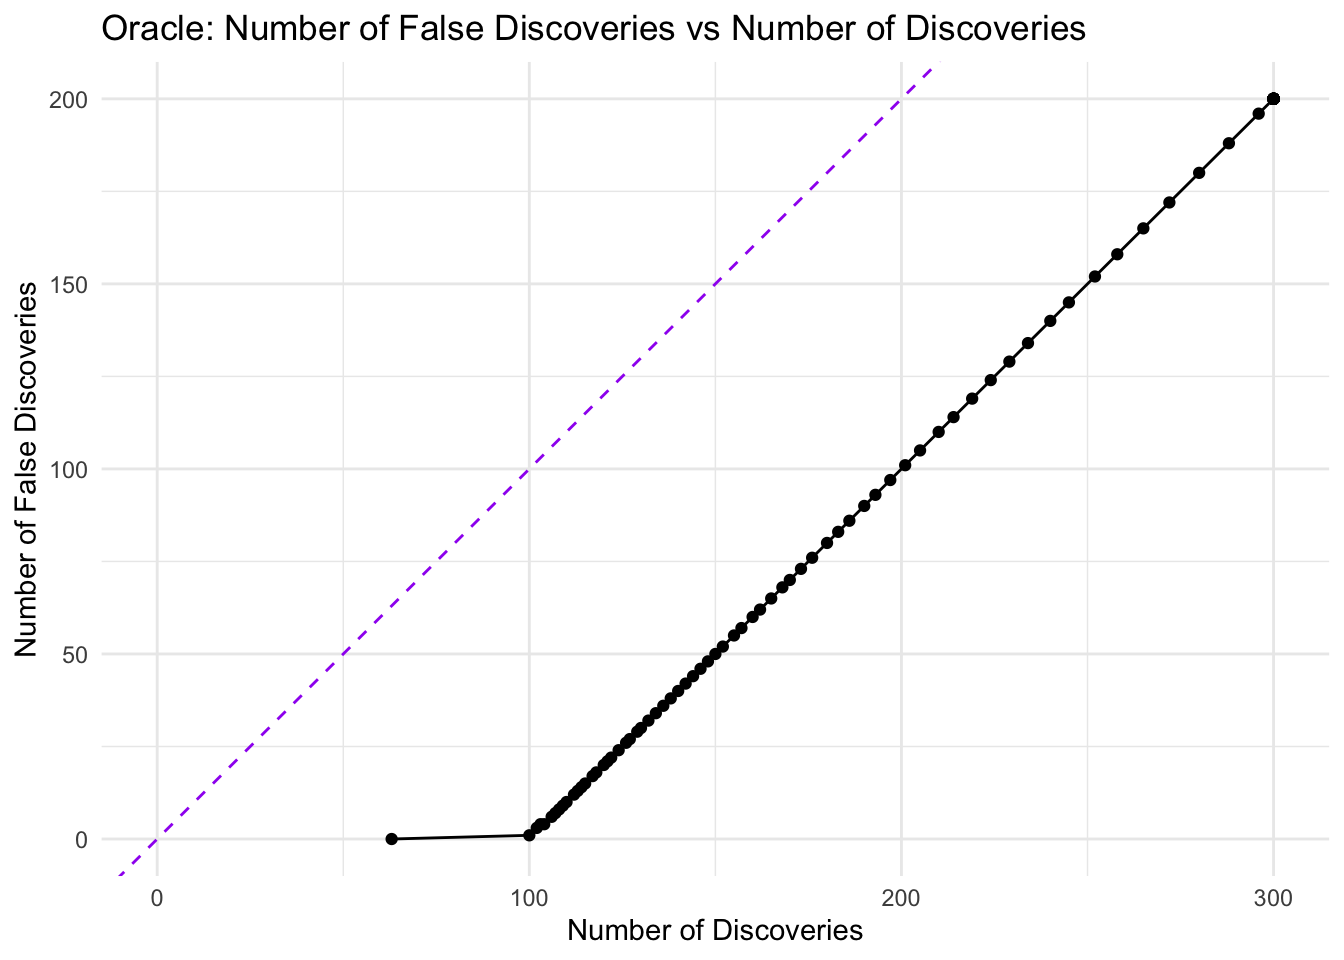 Oracle: Number of False Discoveries vs Number of Discoveries
Number of False Discoveries
200
150
100
50
0
0 100 200 300
Number of Discoveries